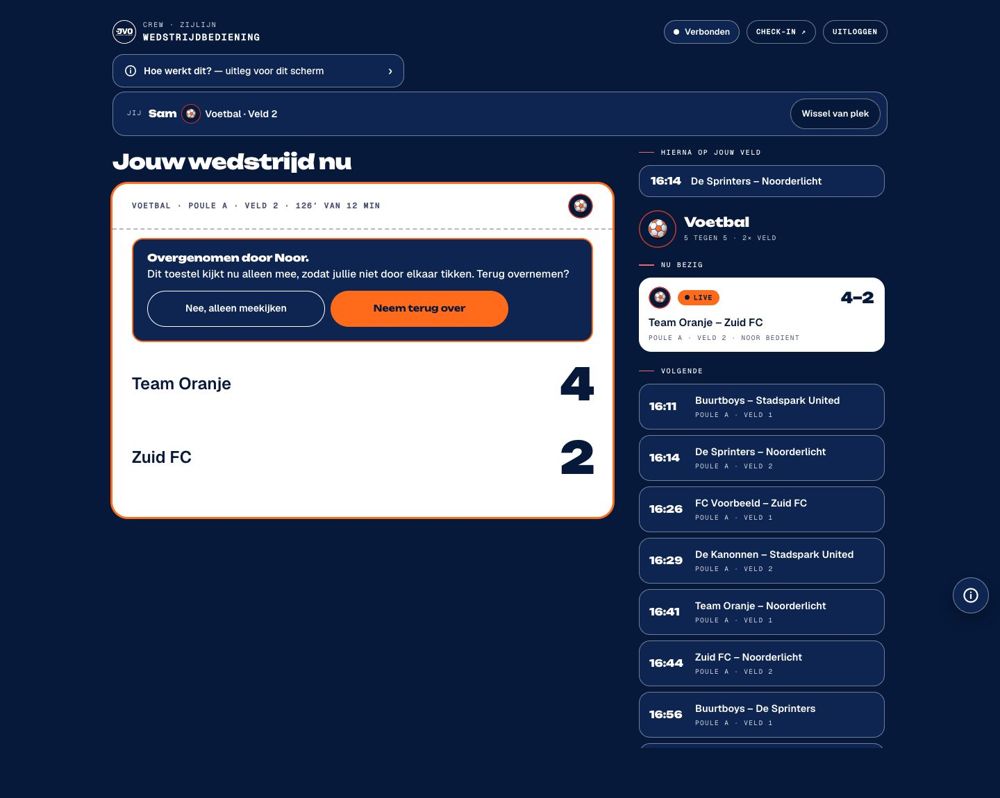 JVO
CREW · ZIJLIJN
WEDSTRIJDBEDIENING
Verbonden
CHECK-IN ↗
UITLOGGEN
Hoe werkt dit? — uitleg voor dit scherm ›
JIJ Sam Voetbal · Veld 2
Wissel van plek
Jouw wedstrijd nu
VOETBAL · POULE A · VELD 2 · 126' VAN 12 MIN
Overgenomen door Noor.
Dit toestel kijkt nu alleen mee, zodat jullie niet door elkaar tikken. Terug overnemen?
Nee, alleen meekijken
Neem terug over
Team Oranje 4
Zuid FC 2
HIERNA OP JOUW VELD
16:14 De Sprinters – Noorderlicht
Voetbal
5 TEGEN 5 · 2× VELD
NU BEZIG
LIVE 4–2
Team Oranje – Zuid FC
POULE A · VELD 2 · NOOR BEDIENT
VOLGENDE
16:11 Buurtboys – Stadspark United
POULE A · VELD 1
16:14 De Sprinters – Noorderlicht
POULE A · VELD 2
16:26 FC Voorbeeld – Zuid FC
POULE A · VELD 1
16:29 De Kanonnen – Stadspark United
POULE A · VELD 2
16:41 Team Oranje – Noorderlicht
POULE A · VELD 1
16:44 Zuid FC – Noorderlicht
POULE A · VELD 2
16:56 Buurtboys – De Sprinters
POULE A · VELD 1